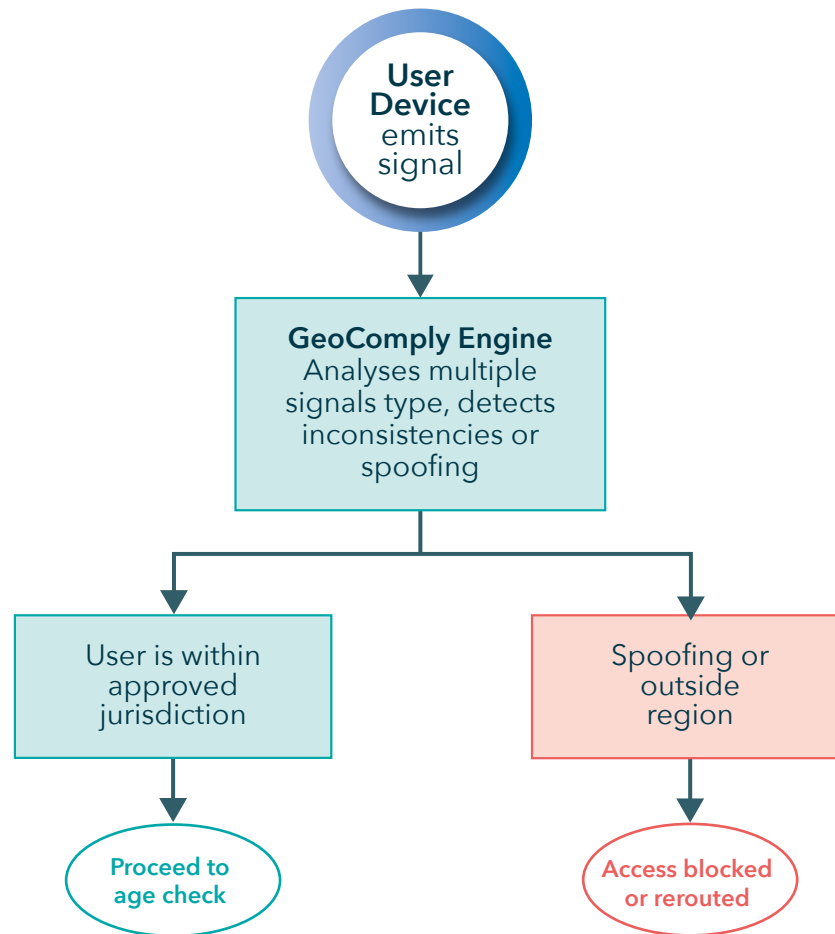 User
Device
emits
signal
GeoComply Engine
Analyses multiple
signals type, detects
inconsistencies or
spoofing
User is within
approved
jurisdiction
Spoofing or
outside
region
Proceed to
age check
Access blocked
or rerouted